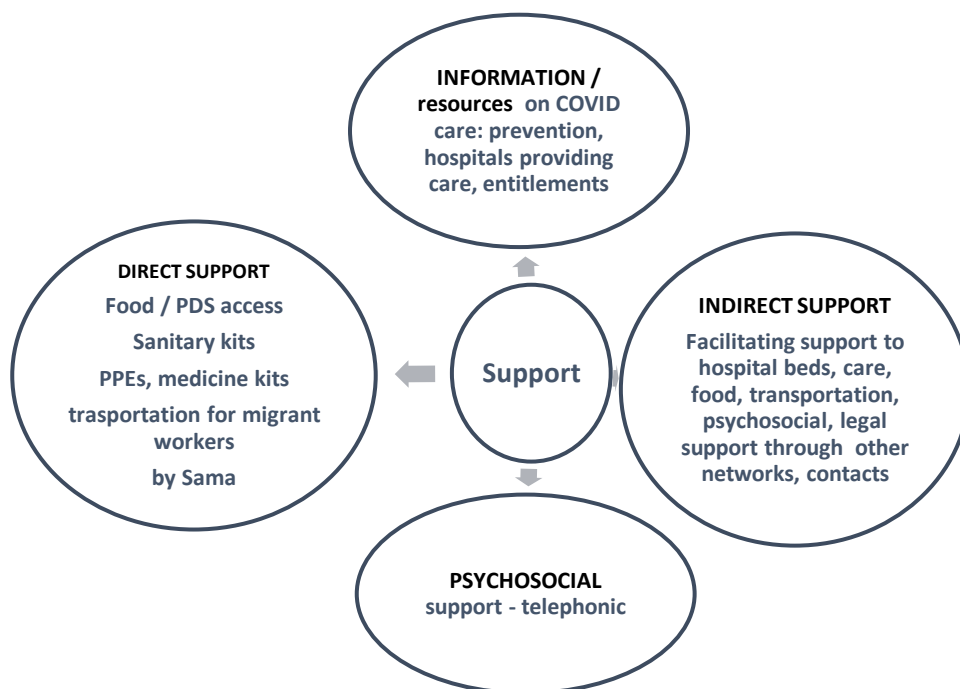 INFORMATION /
resources on COVID
care: prevention,
hospitals providing
care, entitlements
DIRECT SUPPORT
Food / PDS access
Sanitary kits
PPEs, medicine kits
trasportation for migrant
workers
by Sama
Support
INDIRECT SUPPORT
Facilitating support to
hospital beds, care,
food, transportation,
psychosocial, legal
support through other
networks, contacts
PSYCHOSOCIAL
support - telephonic